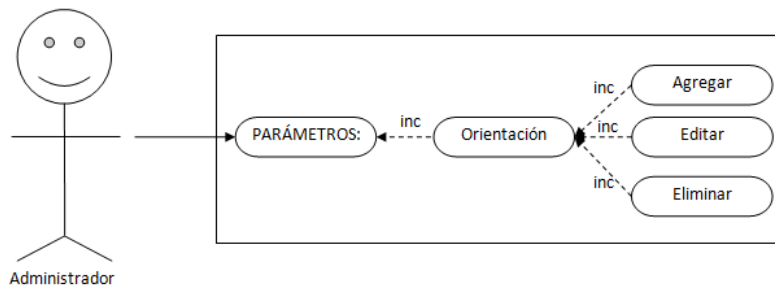 Agregar
inc
PARÁMETROS:
inc
Orientación
inc
Editar
inc
Eliminar
Administrador